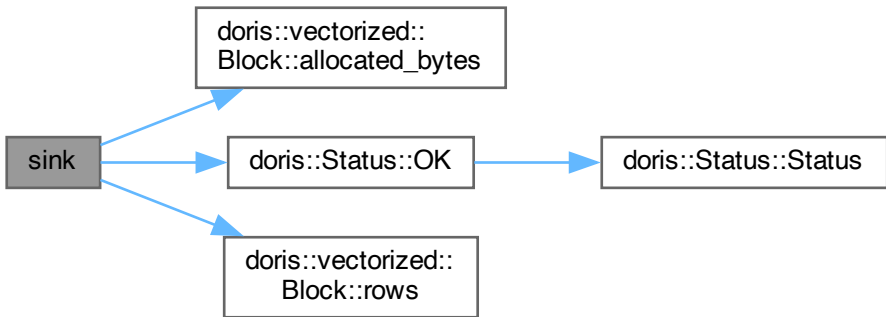 doris::vectorized::
Block::allocated_bytes
sink
doris::Status::OK
doris::Status::Status
doris::vectorized::
Block::rows